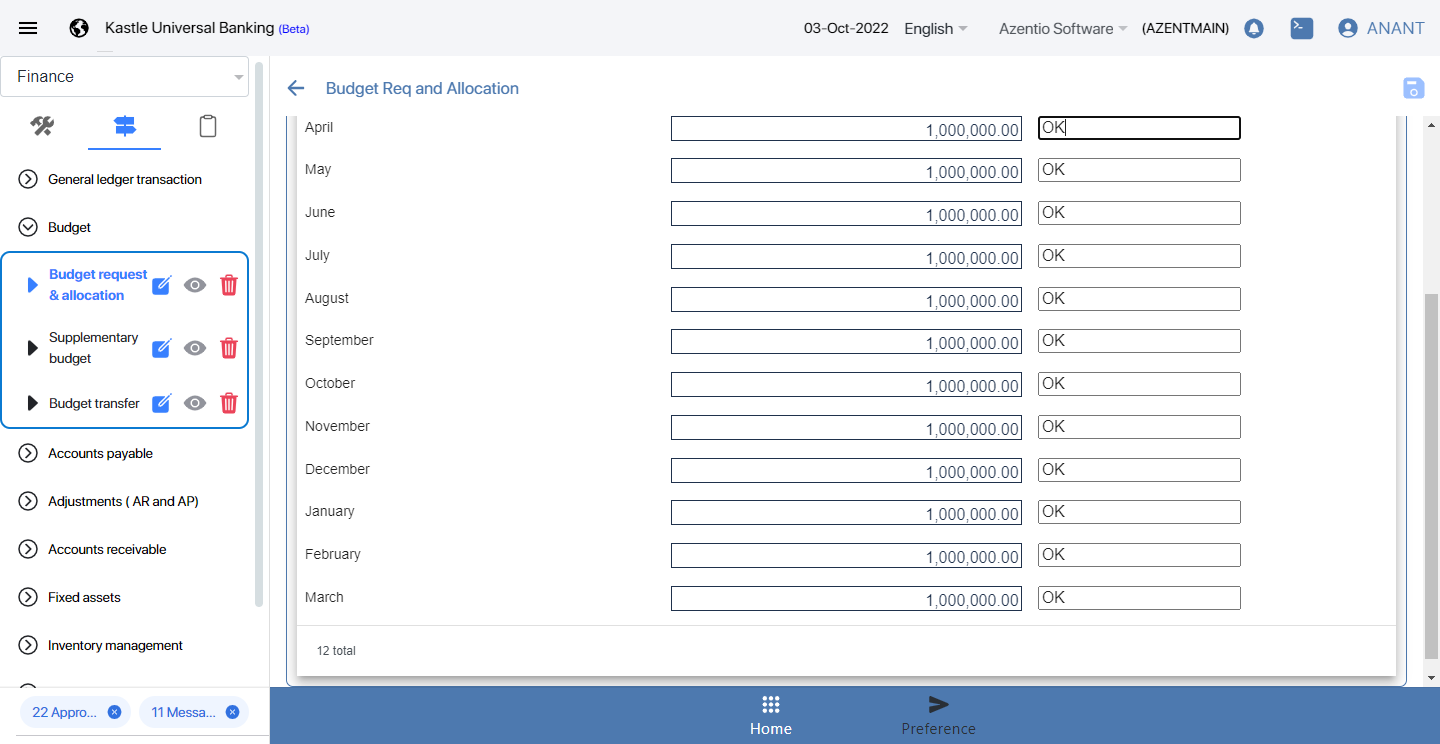 Kastle Universal Banking (Beta)
03-Oct-2022 English Azentio Software (AZENTMAIN) ANANT
Finance
Budget Req and Allocation
General ledger transaction
Budget
Budget request
& allocation
Supplementary
budget
Budget transfer
Accounts payable
Adjustments ( AR and AP)
Accounts receivable
Fixed assets
Inventory management
22 Appro...
11 Messa...
April 1,000,000.00 OK
May 1,000,000.00 OK
June 1,000,000.00 OK
July 1,000,000.00 OK
August 1,000,000.00 OK
September 1,000,000.00 OK
October 1,000,000.00 OK
November 1,000,000.00 OK
December 1,000,000.00 OK
January 1,000,000.00 OK
February 1,000,000.00 OK
March 1,000,000.00 OK
12 total
Home
Preference